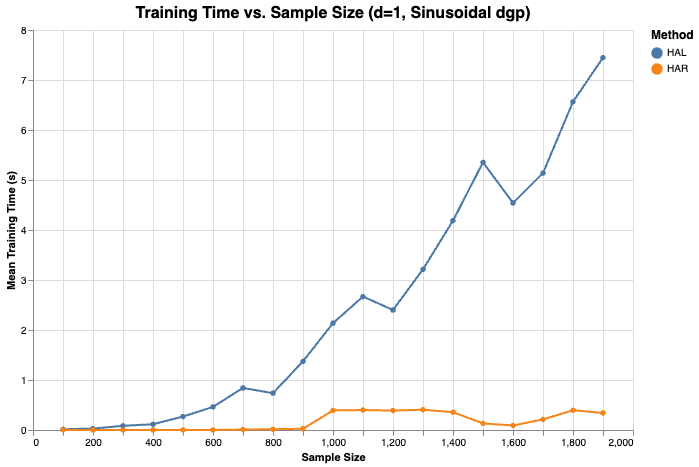 Training Time vs. Sample Size (d=1, Sinusoidal dgp)
Method
HAL
HAR
Mean Training Time (s)
8
7
6
5
4
3
2
1
0
0 200 400 600 800 1,000 1,200 1,400 1,600 1,800 2,000
Sample Size